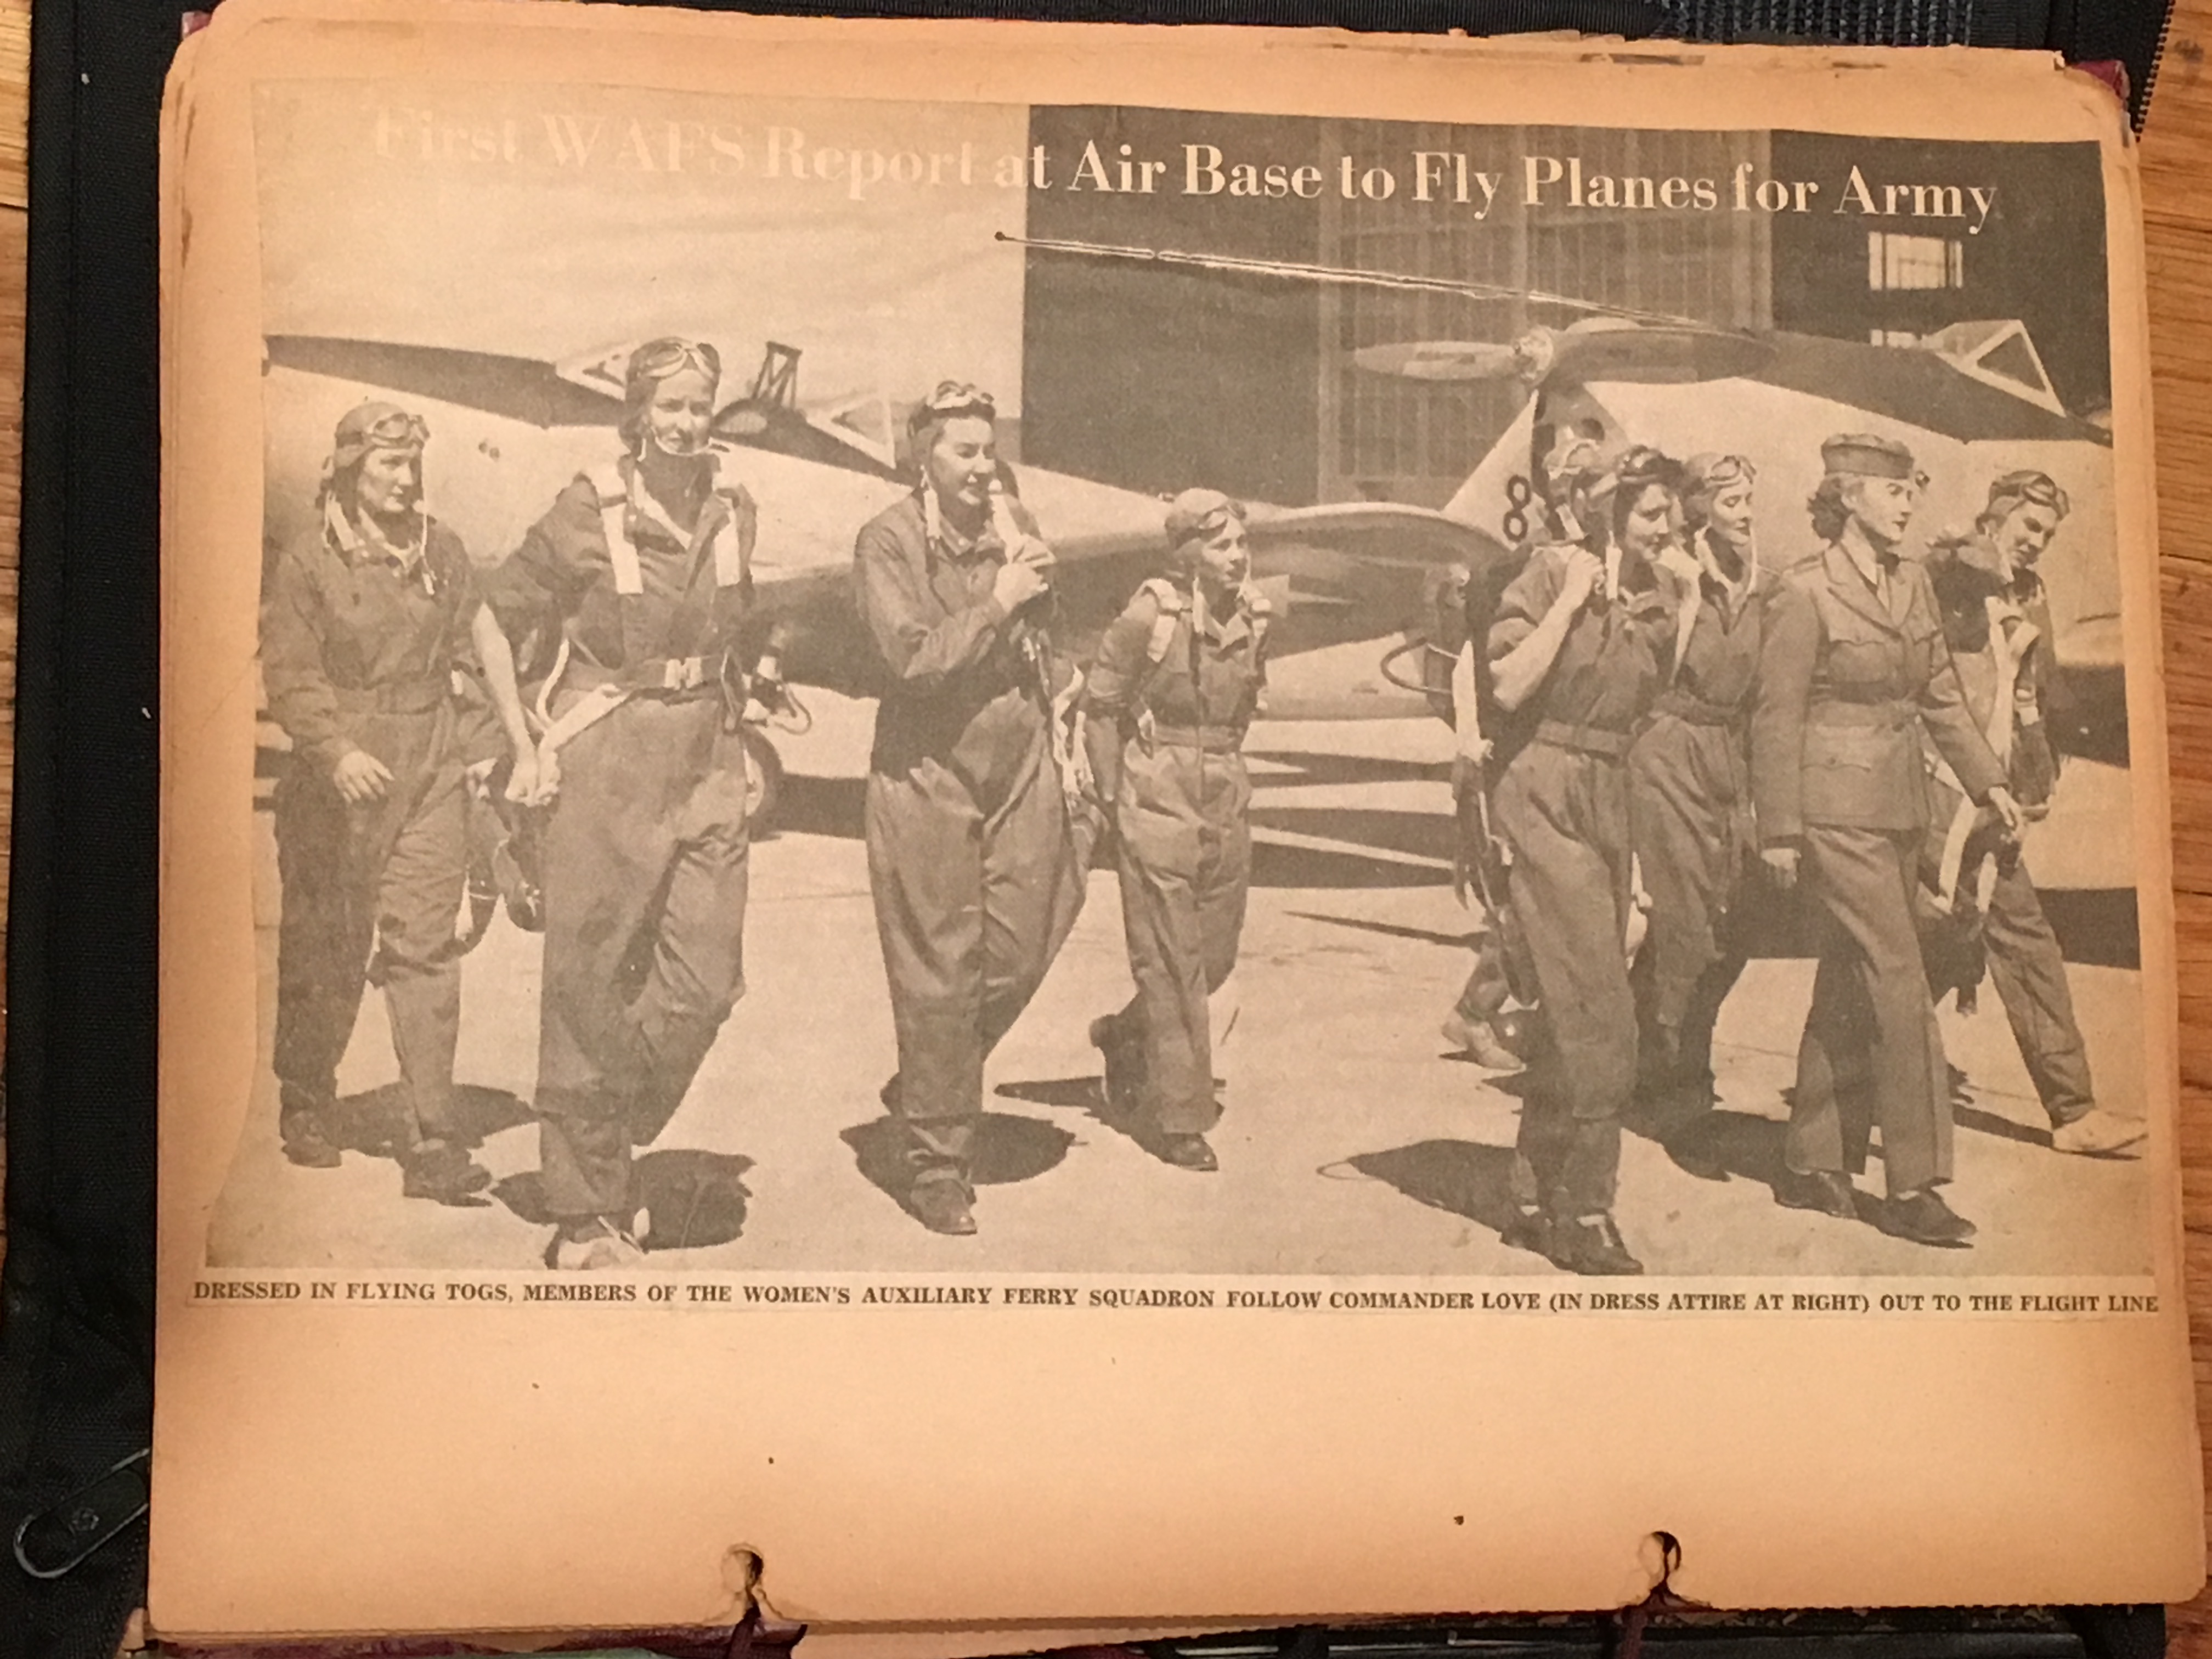 First WAFS Report at Air Base to Fly Planes for Army
8
DRESSED IN FLYING TOGS, MEMBERS OF THE WOMEN'S AUXILIARY FERRY SQUADRON FOLLOW COMMANDER LOVE (IN DRESS ATTIRE AT RIGHT) OUT TO THE FLIGHT LINE